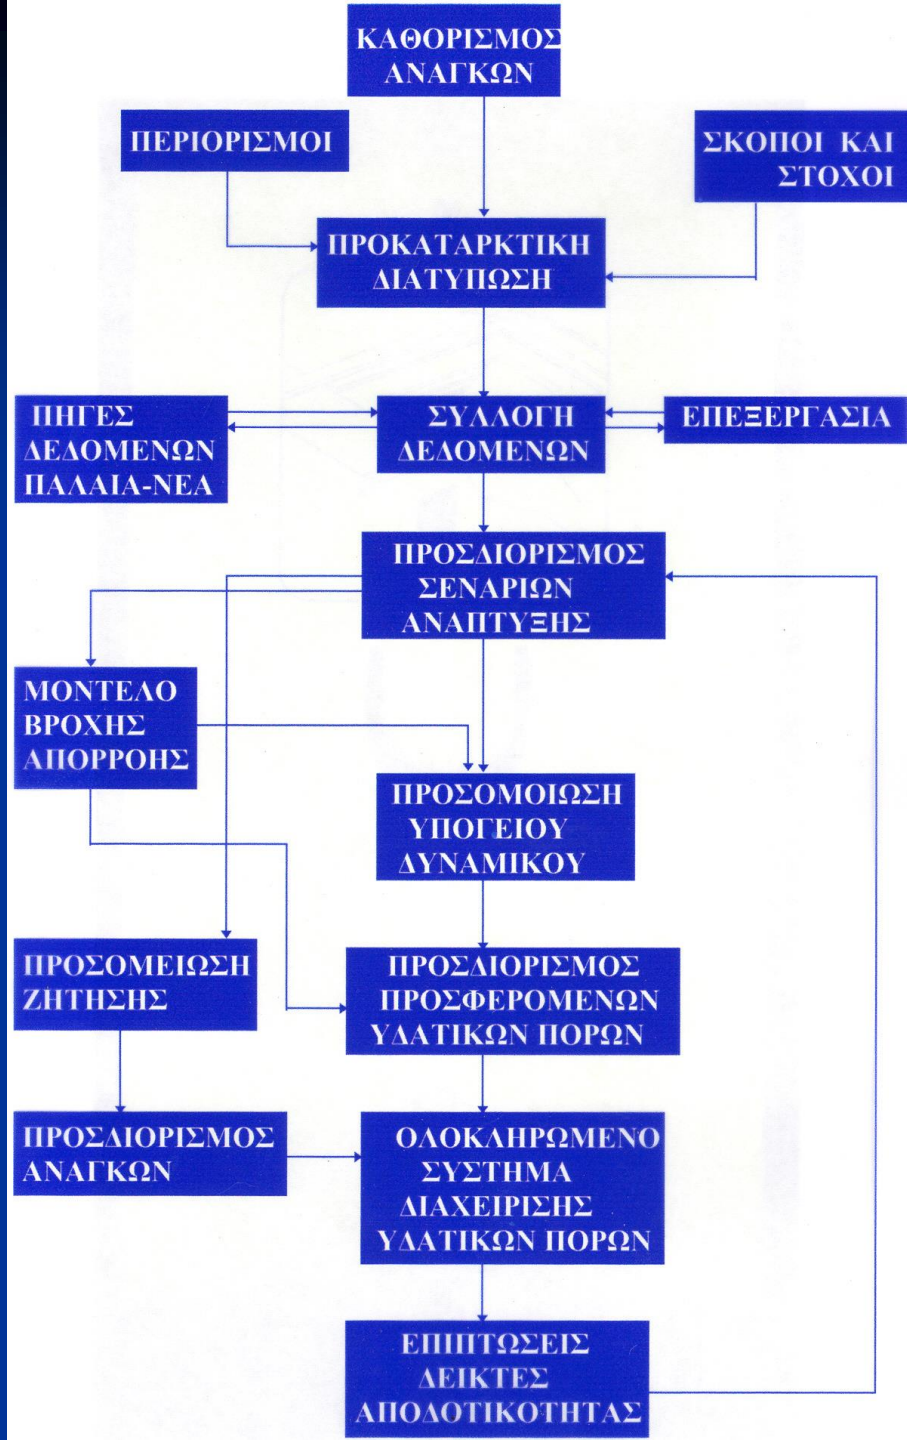 ΚΑΘΟΡΙΣΜΟΣ
ΑΝΑΓΚΩΝ
ΠΕΡΙΟΡΙΣΜΟΙ
ΣΚΟΠΟΙ ΚΑΙ
ΣΤΟΧΟΙ
ΠΡΟΚΑΤΑΡΚΤΙΚΗ
ΔΙΑΤΥΠΩΣΗ
ΠΗΓΕΣ
ΔΕΔΟΜΕΝΩΝ
ΠΑΛΑΙΑ-ΝΕΑ
ΣΥΛΛΟΓΗ
ΔΕΔΟΜΕΝΩΝ
ΕΠΕΞΕΡΓΑΣΙΑ
ΠΡΟΣΔΙΟΡΙΣΜΟΣ
ΣΕΝΑΡΙΩΝ
ΑΝΑΠΤΥΞΗΣ
ΜΟΝΤΕΛΟ
ΒΡΟΧΗΣ
ΑΠΟΡΡΟΗΣ
ΠΡΟΣΟΜΟΙΩΣΗ
ΥΠΟΓΕΙΟΥ
ΔΥΝΑΜΙΚΟΥ
ΠΡΟΣΟΜΕΙΩΣΗ
ΖΗΤΗΣΗΣ
ΠΡΟΣΔΙΟΡΙΣΜΟΣ
ΠΡΟΣΦΕΡΟΜΕΝΩΝ
ΥΔΑΤΙΚΩΝ ΠΟΡΩΝ
ΠΡΟΣΔΙΟΡΙΣΜΟΣ
ΑΝΑΓΚΩΝ
ΟΛΟΚΛΗΡΩΜΕΝΟ
ΣΥΣΤΗΜΑ
ΔΙΑΧΕΙΡΙΣΗΣ
ΥΔΑΤΙΚΩΝ ΠΟΡΩΝ
ΕΠΙΠΤΩΣΕΙΣ
ΔΕΙΚΤΕΣ
ΑΠΟΔΟΤΙΚΟΤΗΤΑΣ